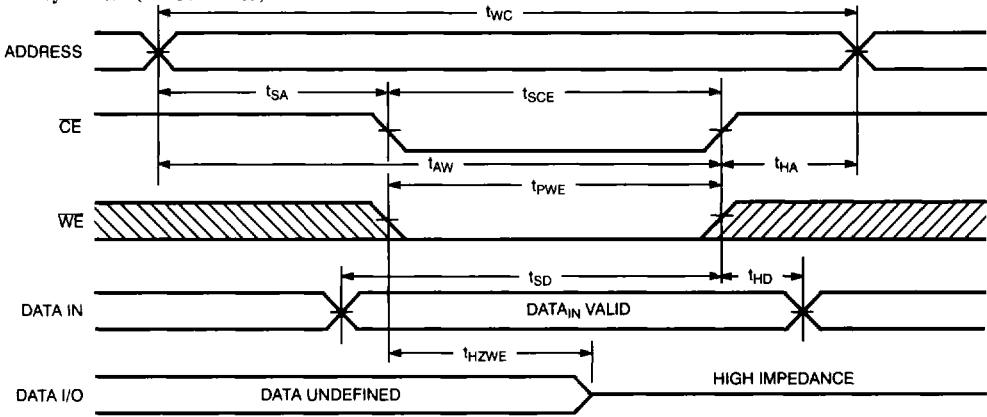 tWC
ADDRESS
tSA
tSCE
CE
tAW
tHA
tPWE
WE
tSD
tHD
DATA IN
DATAIN VALID
tHZWE
DATA I/O
DATA UNDEFINED
HIGH IMPEDANCE